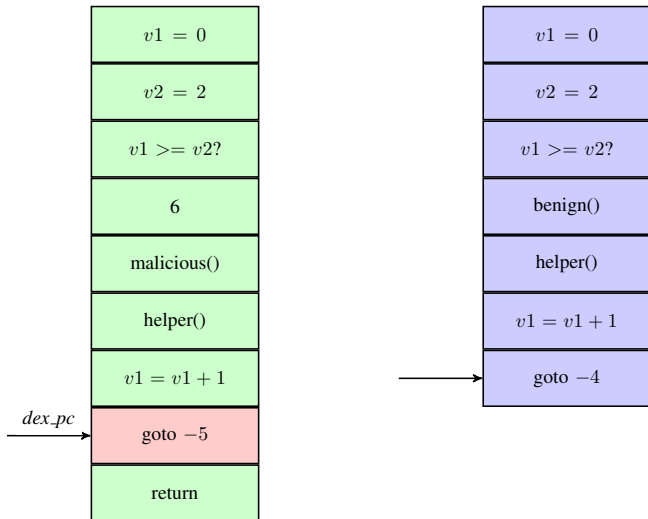 v1 = 0
v2 = 2
v1 >= v2?
6
malicious()
helper()
v1 = v1 + 1
dex_pc
goto −5
return
v1 = 0
v2 = 2
v1 >= v2?
benign()
helper()
v1 = v1 + 1
goto −4